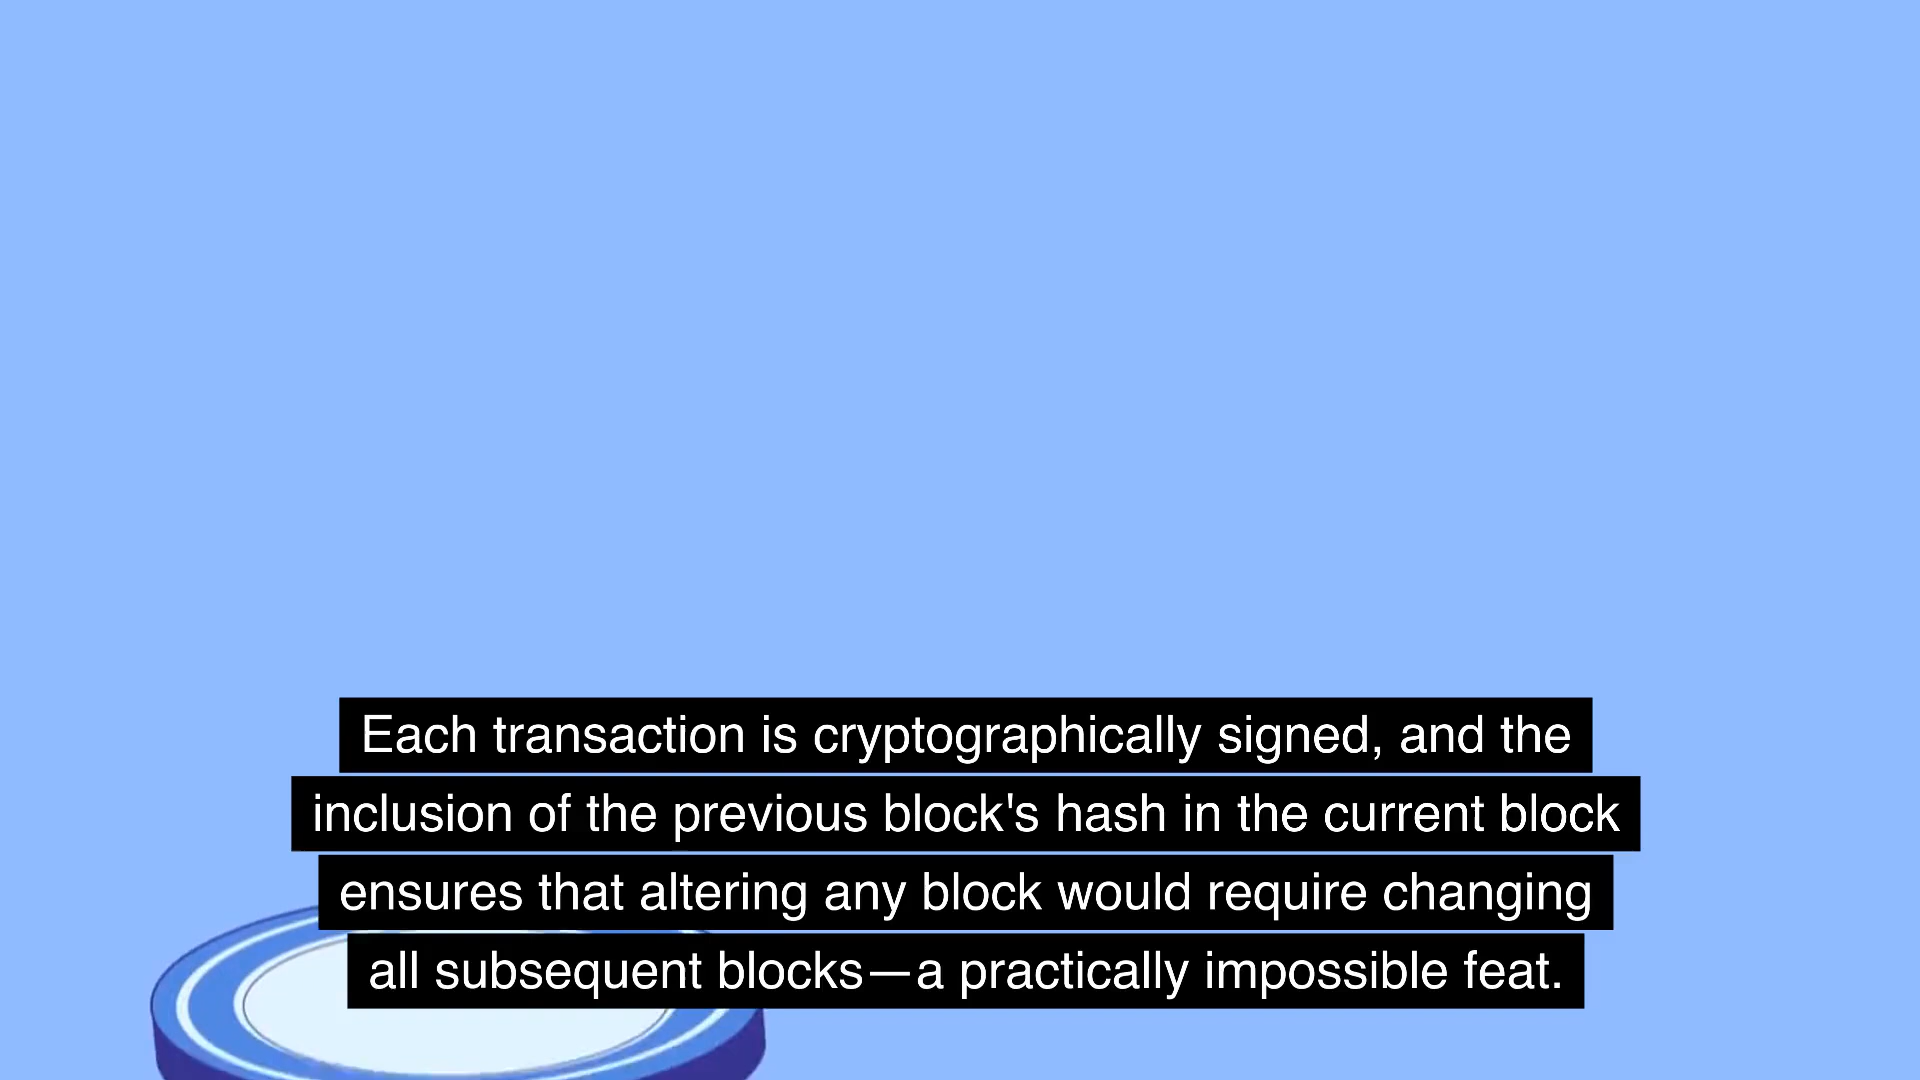 Each transaction is cryptographically signed, and the
inclusion of the previous block's hash in the current block
ensures that altering any block would require changing
all subsequent blocks—a practically impossible feat.